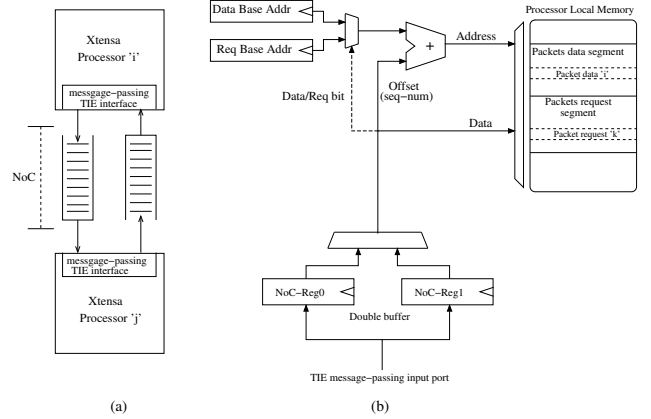 Xtensa
Processor 'i'
messgage−passing
TIE interface
NoC
messgage−passing
TIE interface
Xtensa
Processor 'j'
(a)
Data Base Addr
Req Base Addr
Data/Req bit
+
Address
Offset
(seq−num)
Data
Processor Local Memory
Packets data segment
Packet data 'i'
Packets request
segment
Packet request 'k'
NoC−Reg0
NoC−Reg1
Double buffer
TIE message−passing input port
(b)